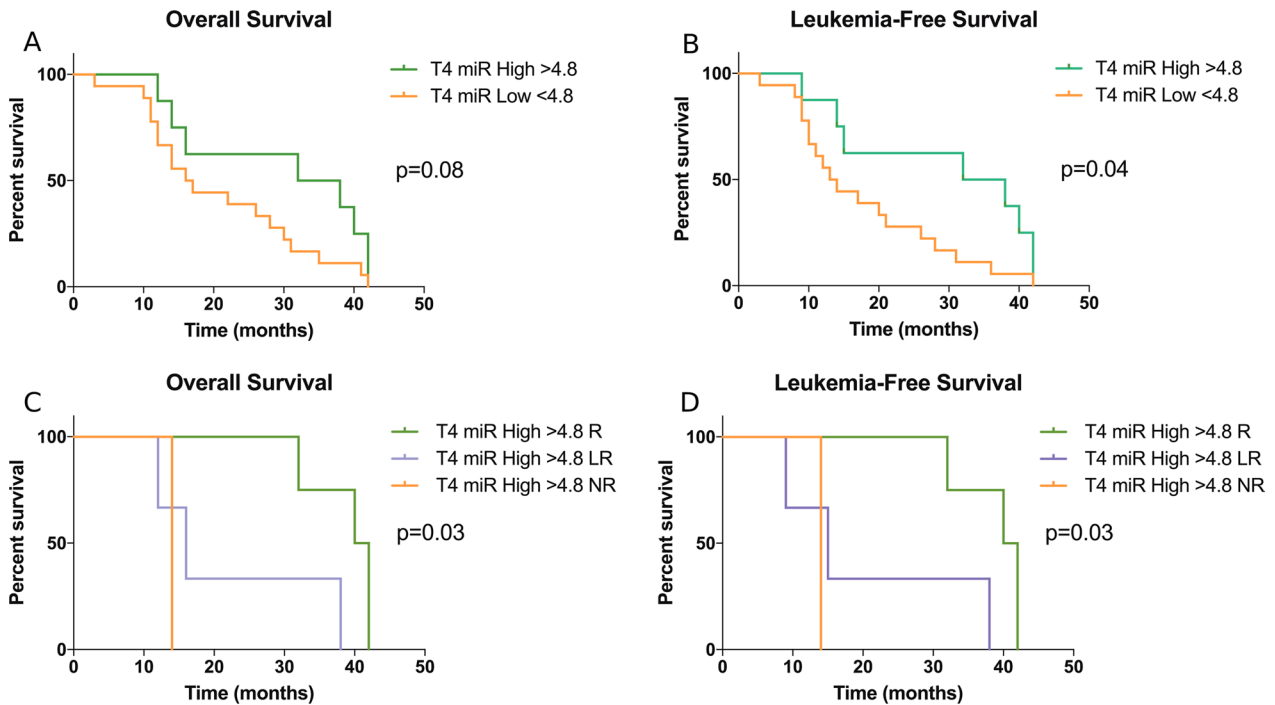 Overall Survival
A
Percent survival
100
50
0
0 10 20 30 40 50
Time (months)
T4 miR High >4.8
T4 miR Low <4.8
p=0.08
Leukemia-Free Survival
B
Percent survival
100
50
0
0 10 20 30 40 50
Time (months)
T4 miR High >4.8
T4 miR Low <4.8
p=0.04
Overall Survival
C
Percent survival
100
50
0
0 10 20 30 40 50
Time (months)
T4 miR High >4.8 R
T4 miR High >4.8 LR
T4 miR High >4.8 NR
p=0.03
Leukemia-Free Survival
D
Percent survival
100
50
0
0 10 20 30 40 50
Time (months)
T4 miR High >4.8 R
T4 miR High >4.8 LR
T4 miR High >4.8 NR
p=0.03